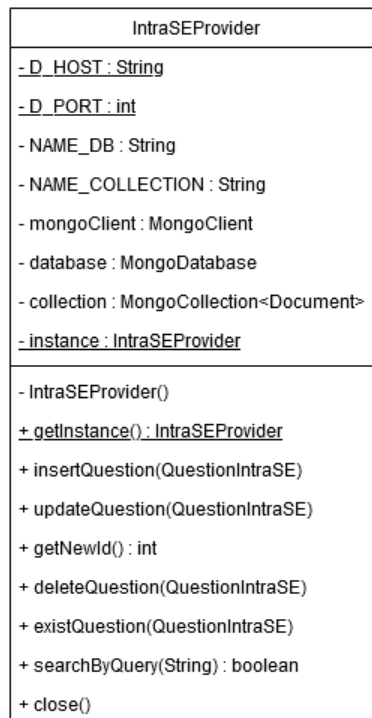 IntraSEProvider
- D_HOST : String
- D_PORT : int
- NAME_DB : String
- NAME_COLLECTION : String
- mongoClient : MongoClient
- database : MongoDatabase
- collection : MongoCollection<Document>
- instance : IntraSEProvider
- IntraSEProvider()
+ getInstance() : IntraSEProvider
+ insertQuestion(QuestionIntraSE)
+ updateQuestion(QuestionIntraSE)
+ getNewId() : int
+ deleteQuestion(QuestionIntraSE)
+ existQuestion(QuestionIntraSE)
+ searchByQuery(String) : boolean
+ close()